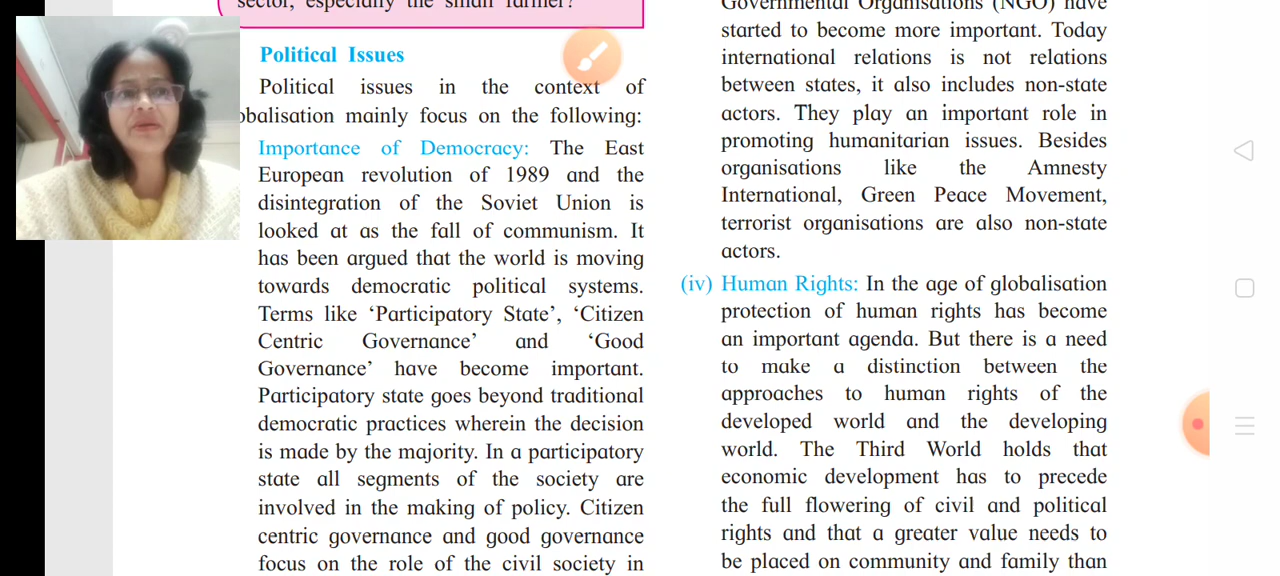 sector, especially the small farmer?
Political Issues
Political issues in the context of
obalisation mainly focus on the following:
Importance of Democracy: The East
European revolution of 1989 and the
disintegration of the Soviet Union is
looked at as the fall of communism. It
has been argued that the world is moving
towards democratic political systems.
Terms like ‘Participatory State’, ‘Citizen
Centric Governance’ and ‘Good
Governance’ have become important.
Participatory state goes beyond traditional
democratic practices wherein the decision
is made by the majority. In a participatory
state all segments of the society are
involved in the making of policy. Citizen
centric governance and good governance
focus on the role of the civil society in
Governmental Organisations (NGO) have
started to become more important. Today
international relations is not relations
between states, it also includes non-state
actors. They play an important role in
promoting humanitarian issues. Besides
organisations like the Amnesty
International, Green Peace Movement,
terrorist organisations are also non-state
actors.
(iv) Human Rights: In the age of globalisation
protection of human rights has become
an important agenda. But there is a need
to make a distinction between the
approaches to human rights of the
developed world and the developing
world. The Third World holds that
economic development has to precede
the full flowering of civil and political
rights and that a greater value needs to
be placed on community and family than